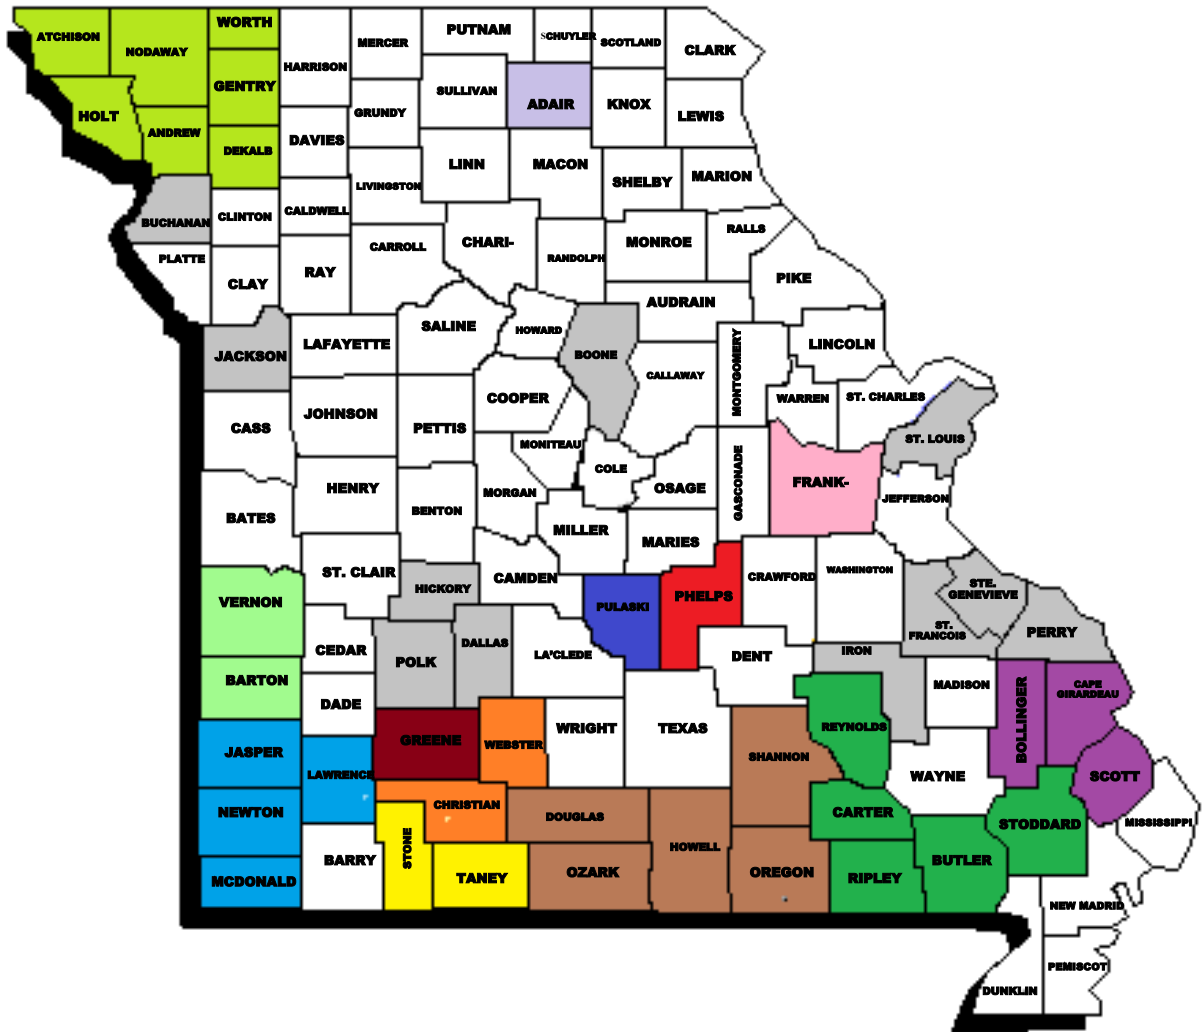 WORTH
ATCHISON
NODAWAY
PUTNAM
SCHUYLER
MERCER
SCOTLAND
CLARK
HARRISON
GENTRY
SULLIVAN
ADAIR
KNOX
HOLT
GRUNDY
LEWIS
ANDREW
DAVIES
DEKALB
LINN
MACON
MARION
SHELBY
LIVINGSTON
BUCHANAN
CLINTON
CALDWELL
RALLS
CHARI-
MONROE
CARROLL
PLATTE
RANDOLPH
RAY
PIKE
CLAY
AUDRAIN
SALINE
HOWARD
LAFAYETTE
LINCOLN
JACKSON
BOONE
MONTGOMERY
CALLAWAY
COOPER
WARREN
ST. CHARLES
JOHNSON
CASS
PETTIS
MONITEAU
ST. LOUIS
COLE
GASCONADE
FRANK-
HENRY
OSAGE
MORGAN
JEFFERSON
BENTON
BATES
MILLER
MARIES
ST. CLAIR
CAMDEN
CRAWFORD
WASHINGTON
HICKORY
STE.
GENEVIEVE
VERNON
PULASKI
PHELPS
ST.
FRANCOIS
PERRY
CEDAR
DALLAS
LA'CLEDE
DENT
IRON
POLK
BARTON
MADISON
CAPE
GIRARDEAU
BOLLINGER
DADE
WRIGHT
TEXAS
REYNOLDS
GREENE
WEBSTER
JASPER
SHANNON
LAWRENCE
WAYNE
SCOTT
CHRISTIAN
NEWTON
DOUGLAS
CARTER
STODDARD
MISSISSIPPI
HOWELL
STONE
BARRY
BUTLER
OZARK
OREGON
TANEY
RIPLEY
MCDONALD
NEW MADRID
PEMISCOT
DUNKLIN